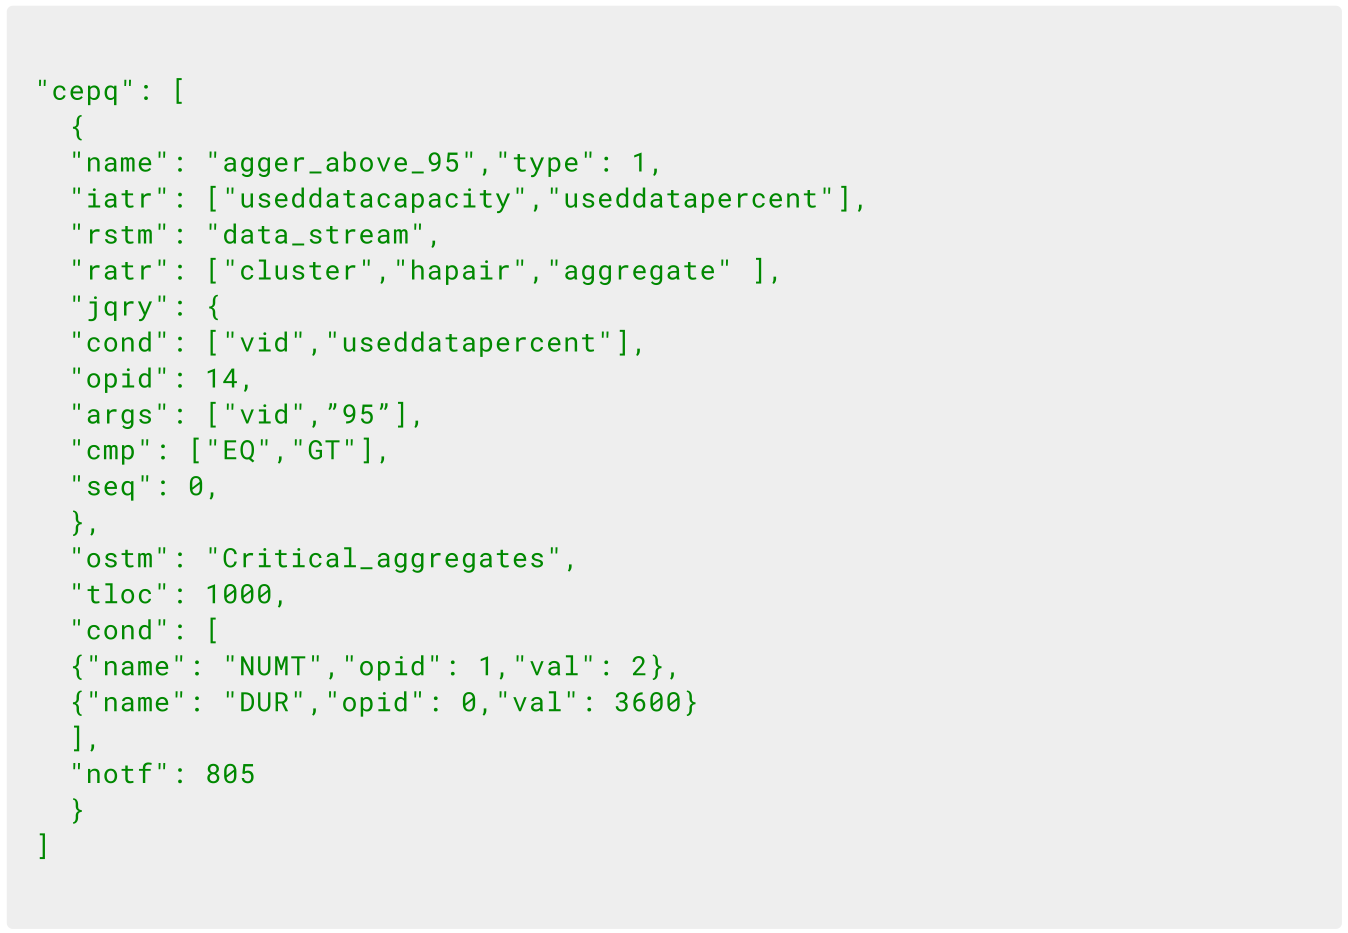 "cepq": [
{
"name": "agger_above_95","type": 1,
"iatr": ["useddatacapacity","useddatapercent"],
"rstm": "data_stream",
"ratr": ["cluster","hapair","aggregate" ],
"jqry": {
"cond": ["vid","useddatapercent"],
"opid": 14,
"args": ["vid",”95”],
"cmp": ["EQ","GT"],
"seq": 0,
},
"ostm": "Critical_aggregates",
"tloc": 1000,
"cond": [
{"name": "NUMT","opid": 1,"val": 2},
{"name": "DUR","opid": 0,"val": 3600}
],
"notf": 805
}
]